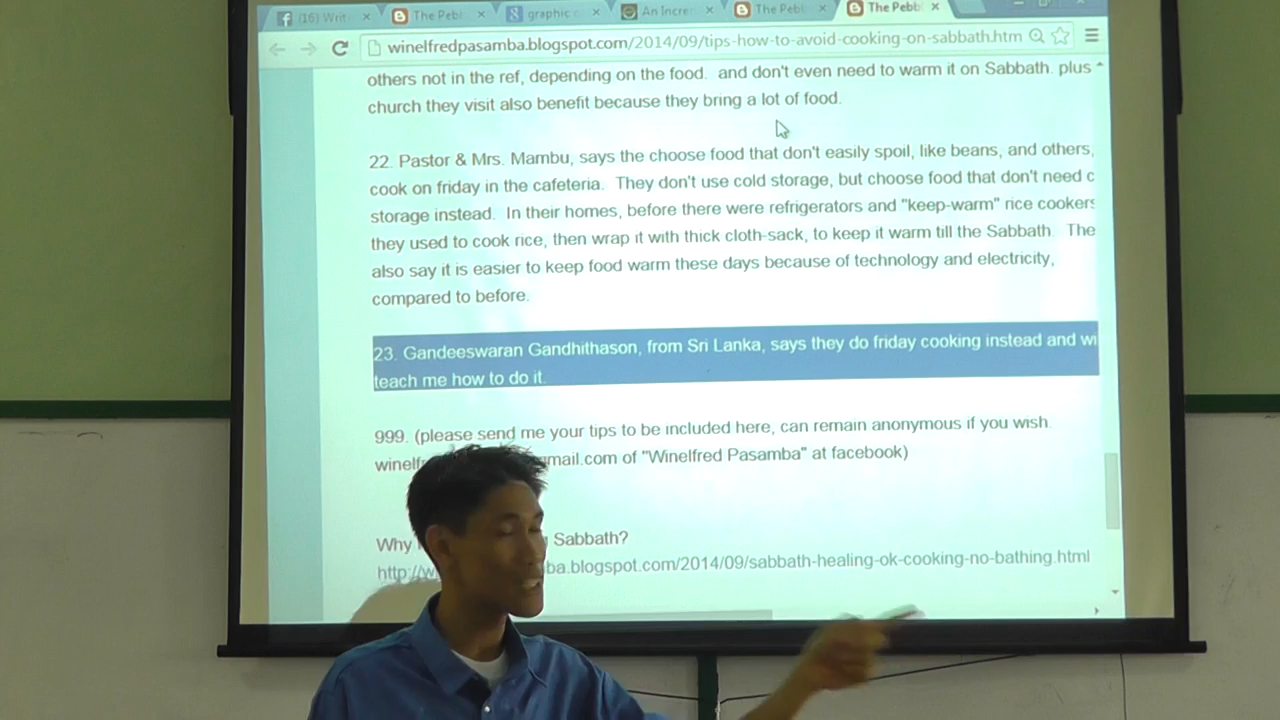 (16) Writ
The Peb
graphic
An Incre
The Pebb
The Pebb
winelfredpasamba.blogspot.com/2014/09/tips-how-to-avoid-cooking-on-sabbath.htm
others not in the ref, depending on the food. and don't even need to warm it on Sabbath. plus
church they visit also benefit because they bring a lot of food.
22. Pastor & Mrs. Mambu, says the choose food that don't easily spoil, like beans, and others,
cook on friday in the cafeteria. They don't use cold storage, but choose food that don't need c
storage instead. In their homes, before there were refrigerators and "keep-warm" rice cookers
they used to cook rice, then wrap it with thick cloth-sack, to keep it warm till the Sabbath. The
also say it is easier to keep food warm these days because of technology and electricity,
compared to before.
23. Gandeeswaran Gandhithason, from Sri Lanka, says they do friday cooking instead and wi
teach me how to do it.
999. (please send me your tips to be included here, can remain anonymous if you wish.
winelf mail.com of "Winelfred Pasamba" at facebook)
Why Sabbath?
http://w ba.blogspot.com/2014/09/sabbath-healing-ok-cooking-no-bathing.html